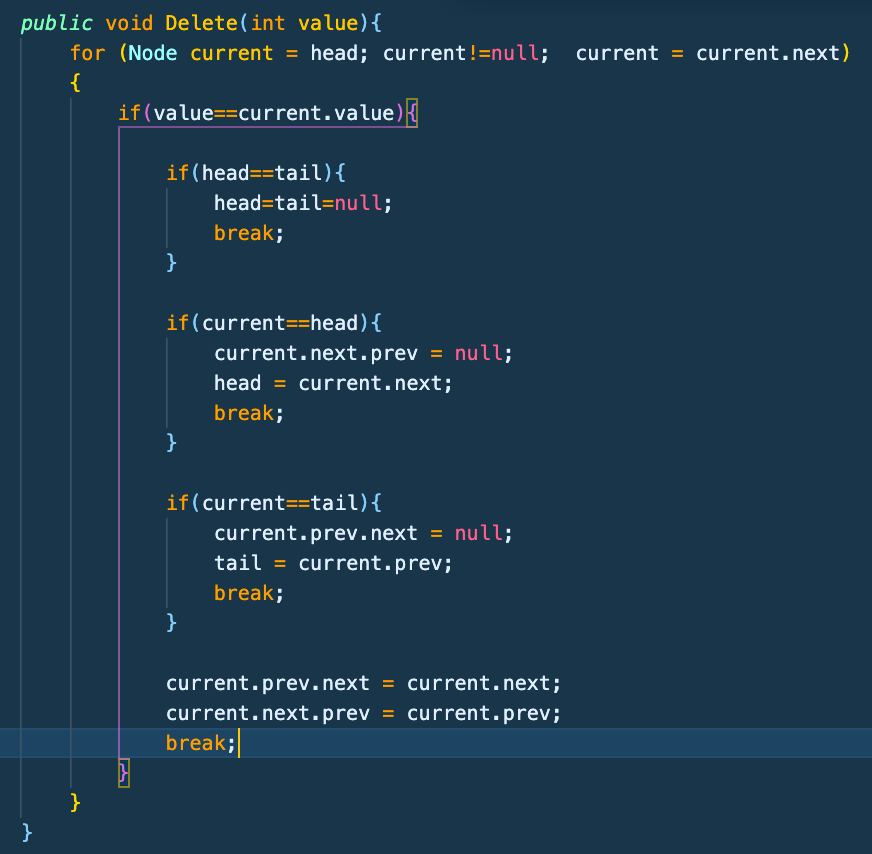 public void Delete(int value){
    for (Node current = head; current!=null;  current = current.next)
    {
        if(value==current.value){

            if(head==tail){
                head=tail=null;
                break;
            }

            if(current==head){
                current.next.prev = null;
                head = current.next;
                break;
            }

            if(current==tail){
                current.prev.next = null;
                tail = current.prev;
                break;
            }

            current.prev.next = current.next;
            current.next.prev = current.prev;
            break;
        }
    }
}